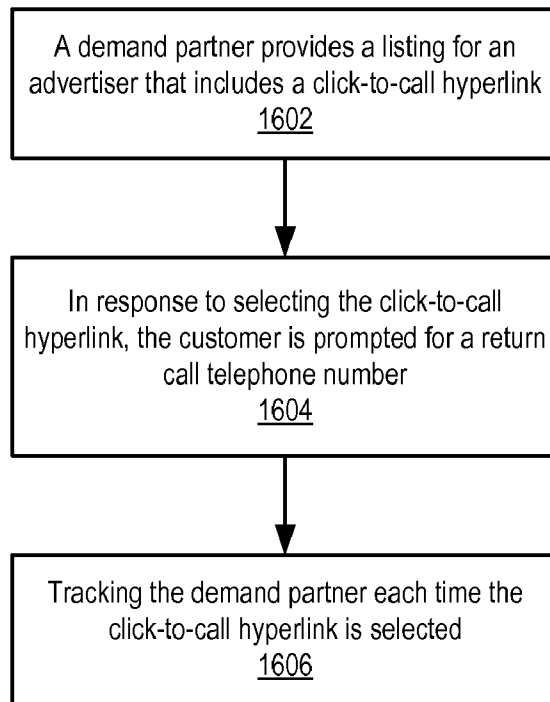 A demand partner provides a listing for an
advertiser that includes a click-to-call hyperlink
1602
In response to selecting the click-to-call
hyperlink, the customer is prompted for a return
call telephone number
1604
Tracking the demand partner each time the
click-to-call hyperlink is selected
1606